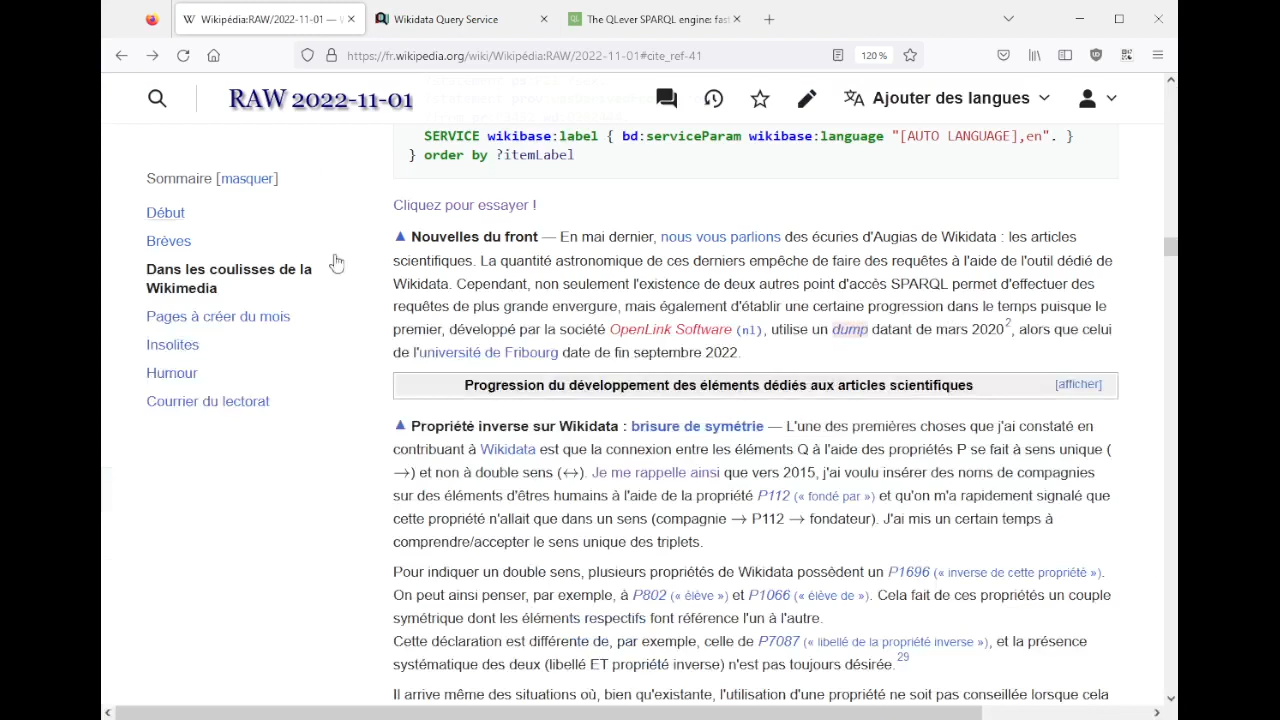 Wikipédia:RAW/2022-11-01 —
Wikidata Query Service
The QLever SPARQL engine: fast
https://fr.wikipedia.org/wiki/Wikipédia:RAW/2022-11-01#cite_ref-41
120 %
RAW 2022-11-01
Ajouter des langues
SERVICE wikibase:label { bd:serviceParam wikibase:language "[AUTO LANGUAGE],en". }
} order by ?itemLabel
Sommaire [masquer]
Début
Brèves
Dans les coulisses de la
Wikimedia
Pages à créer du mois
Insolites
Humour
Courrier du lectorat
Cliquez pour essayer !
▲ Nouvelles du front — En mai dernier, nous vous parlions des écuries d'Augias de Wikidata : les articles
scientifiques. La quantité astronomique de ces derniers empêche de faire des requêtes à l'aide de l'outil dédié de
Wikidata. Cependant, non seulement l'existence de deux autres point d'accès SPARQL permet d'effectuer des
requêtes de plus grande envergure, mais également d'établir une certaine progression dans le temps puisque le
premier, développé par la société OpenLink Software (nl), utilise un dump datant de mars 2020², alors que celui
de l'université de Fribourg date de fin septembre 2022.
Progression du développement des éléments dédiés aux articles scientifiques [afficher]
▲ Propriété inverse sur Wikidata : brisure de symétrie — L'une des premières choses que j'ai constaté en
contribuant à Wikidata est que la connexion entre les éléments Q à l'aide des propriétés P se fait à sens unique (
→) et non à double sens (↔). Je me rappelle ainsi que vers 2015, j'ai voulu insérer des noms de compagnies
sur des éléments d'êtres humains à l'aide de la propriété P112 (« fondé par ») et qu'on m'a rapidement signalé que
cette propriété n'allait que dans un sens (compagnie → P112 → fondateur). J'ai mis un certain temps à
comprendre/accepter le sens unique des triplets.
Pour indiquer un double sens, plusieurs propriétés de Wikidata possèdent un P1696 (« inverse de cette propriété »).
On peut ainsi penser, par exemple, à P802 (« élève ») et P1066 (« élève de »). Cela fait de ces propriétés un couple
symétrique dont les éléments respectifs font référence l'un à l'autre.
Cette déclaration est différente de, par exemple, celle de P7087 (« libellé de la propriété inverse »), et la présence
systématique des deux (libellé ET propriété inverse) n'est pas toujours désirée.²⁹
Il arrive même des situations où, bien qu'existante, l'utilisation d'une propriété ne soit pas conseillée lorsque cela